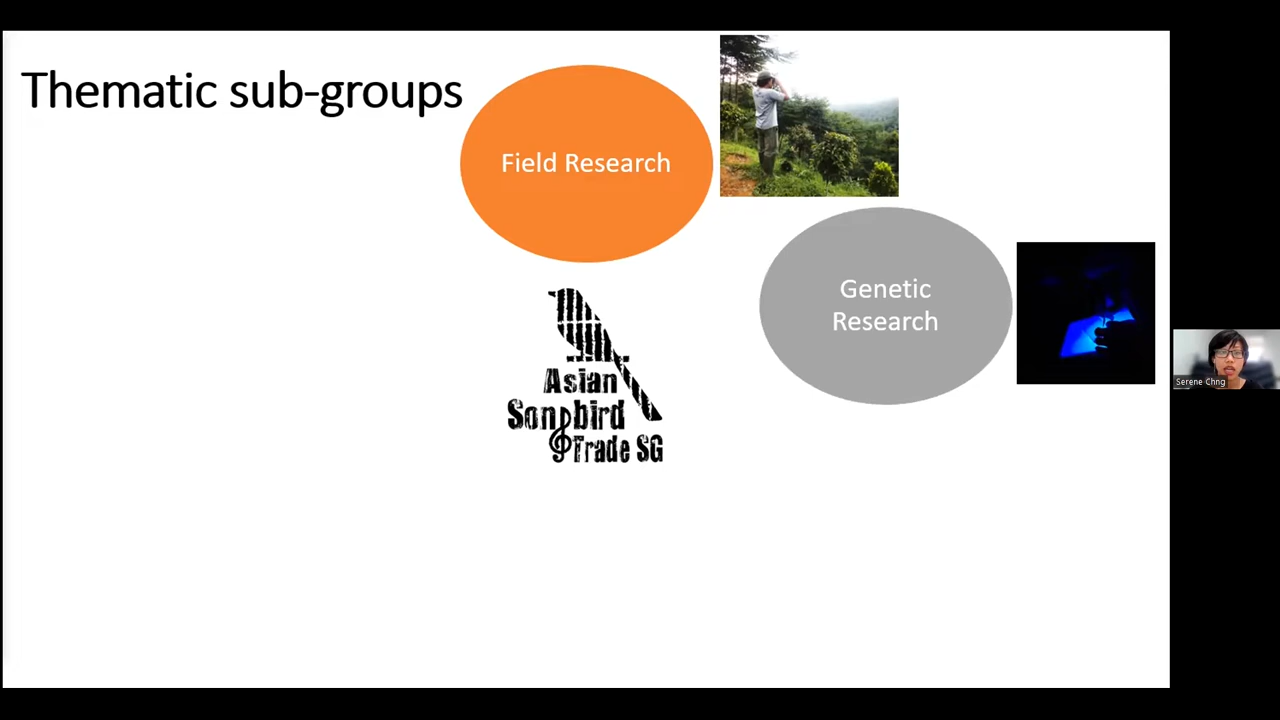 Thematic sub-groups
Field Research
Genetic
Research
Asian
Songbird
Trade SG
Serene Chng